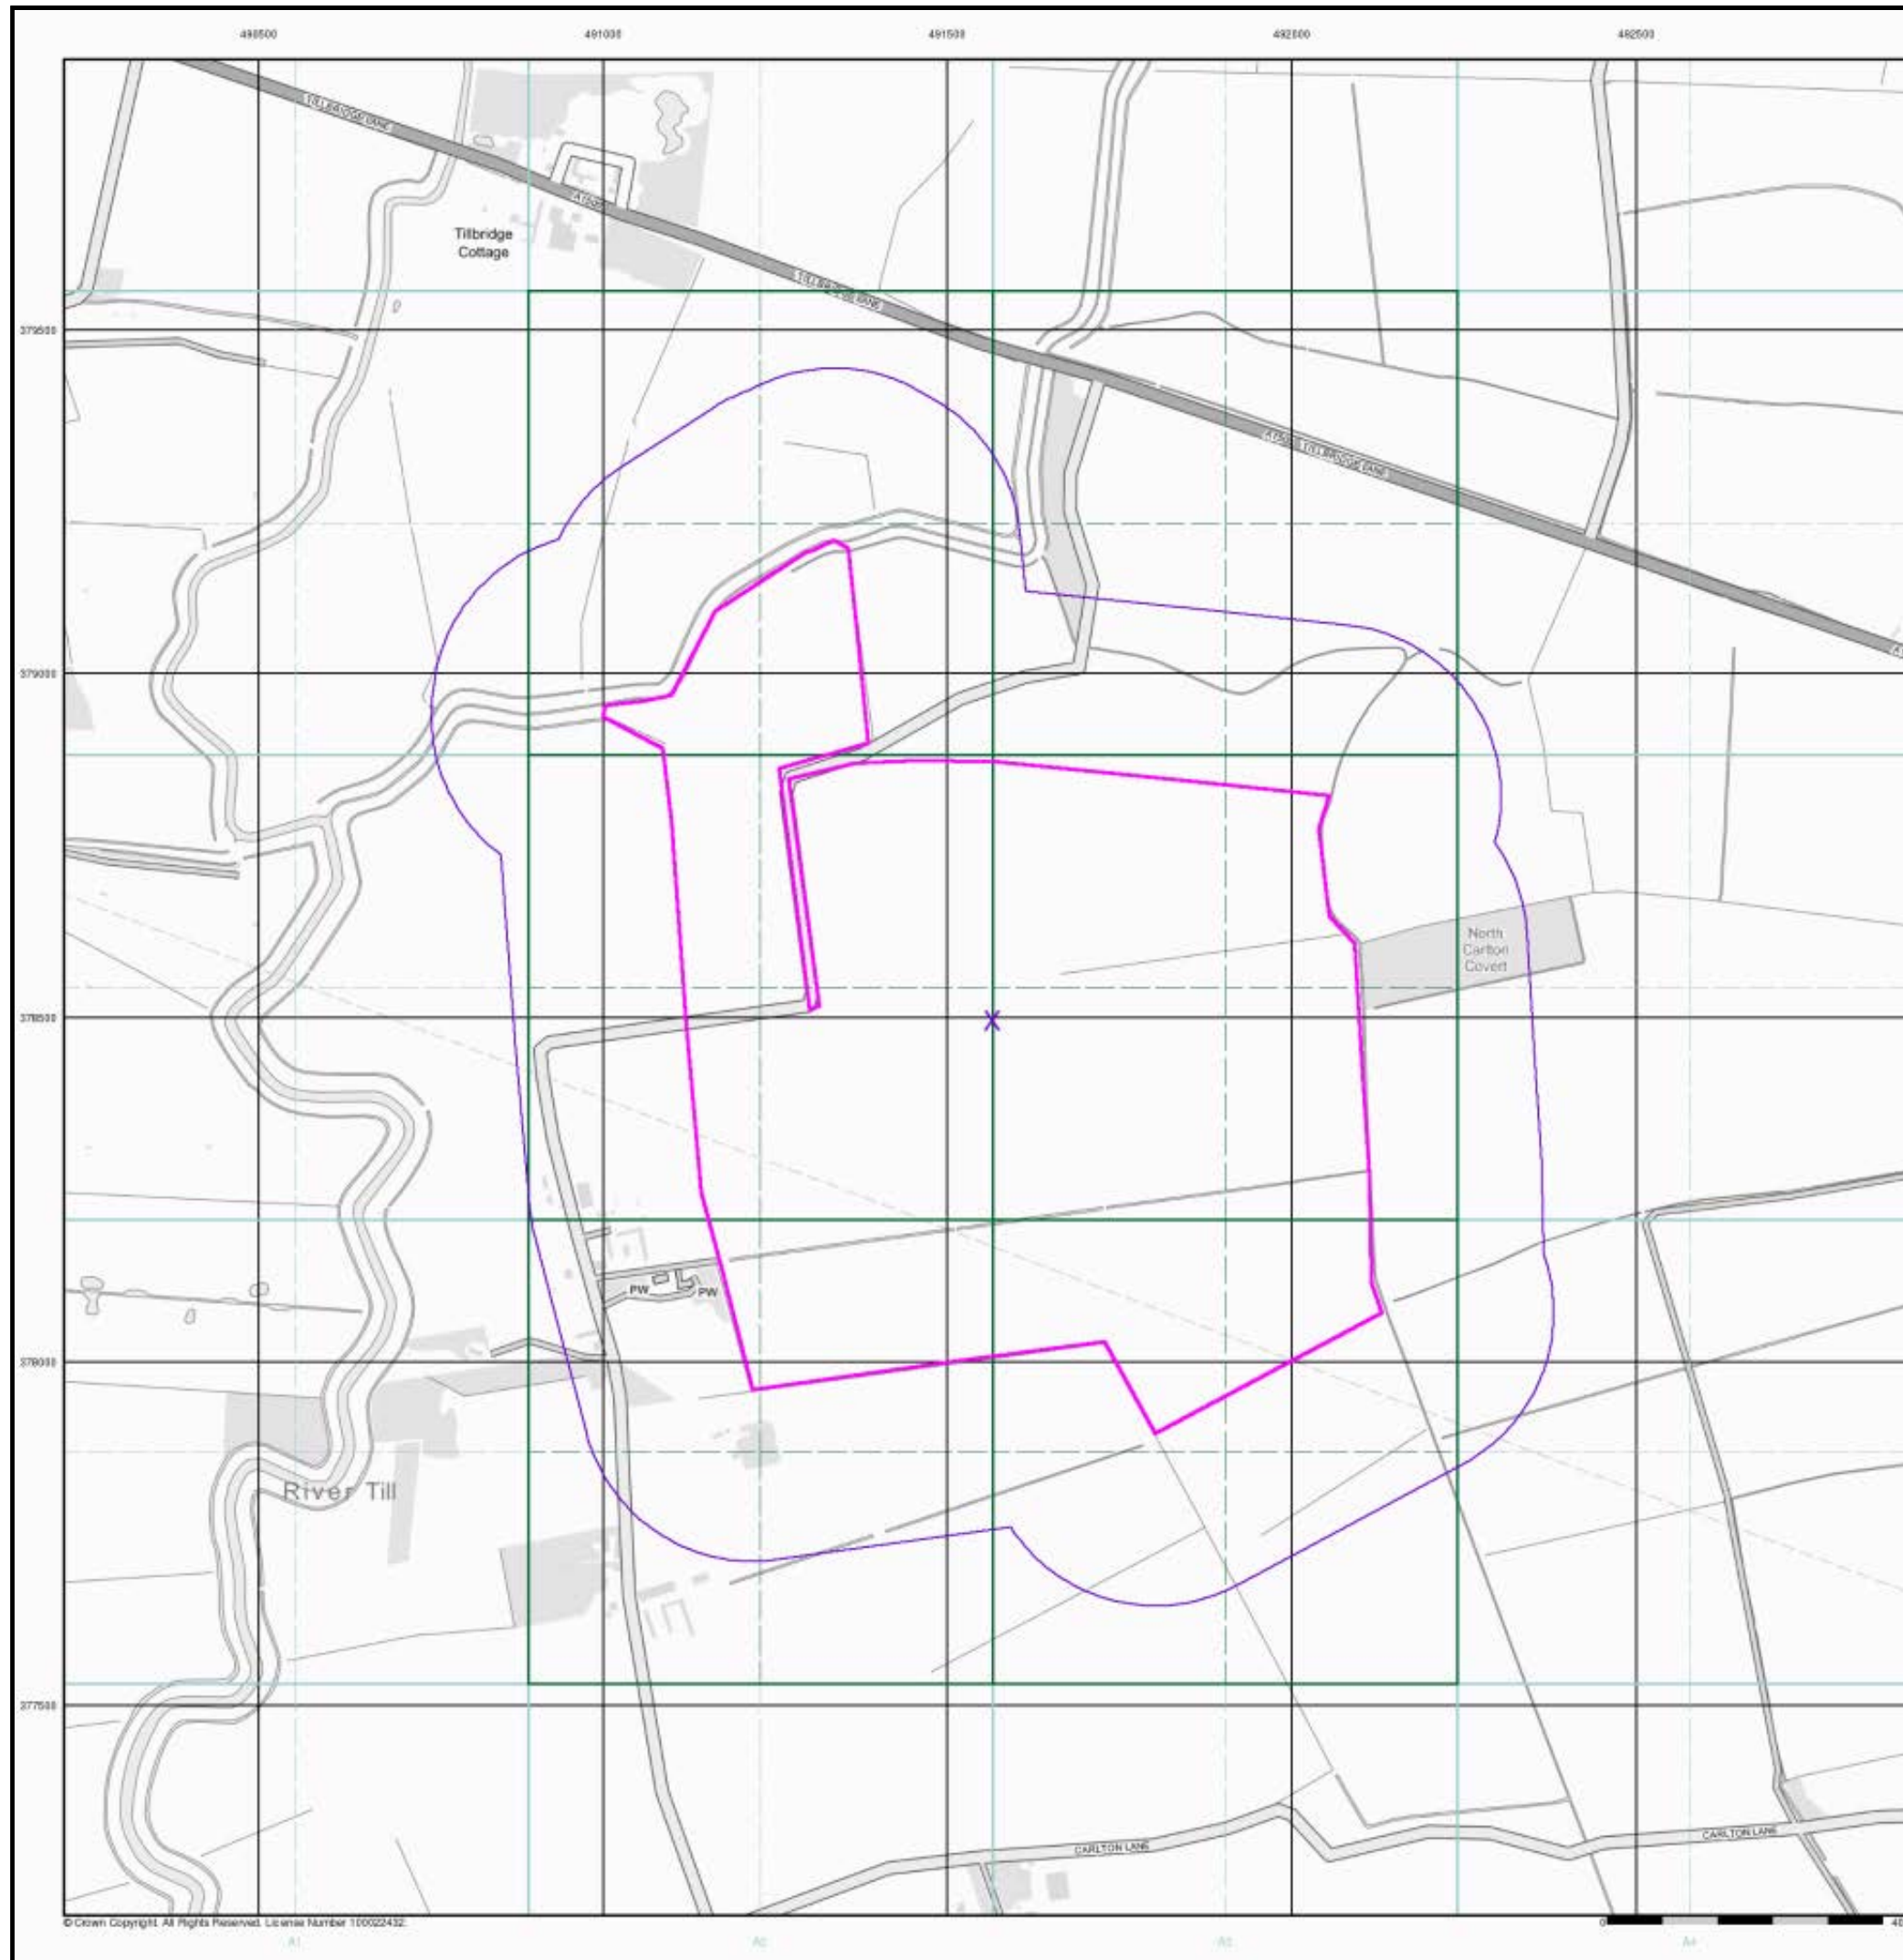 490500 491000 491500 492000 492500
TILLBRIDGE LANE
A1500
Tillbridge
Cottage
TILLBRIDGE LANE
379500
A1500 TILLBRIDGE LANE
379000
North
Carlton
Covert
378500
X
PW PW
378000
River Till
377500
CARLTON LANE
CARLTON LANE
© Crown Copyright. All Rights Reserved. License Number 100022432.
0
A1 A2 A3 A4